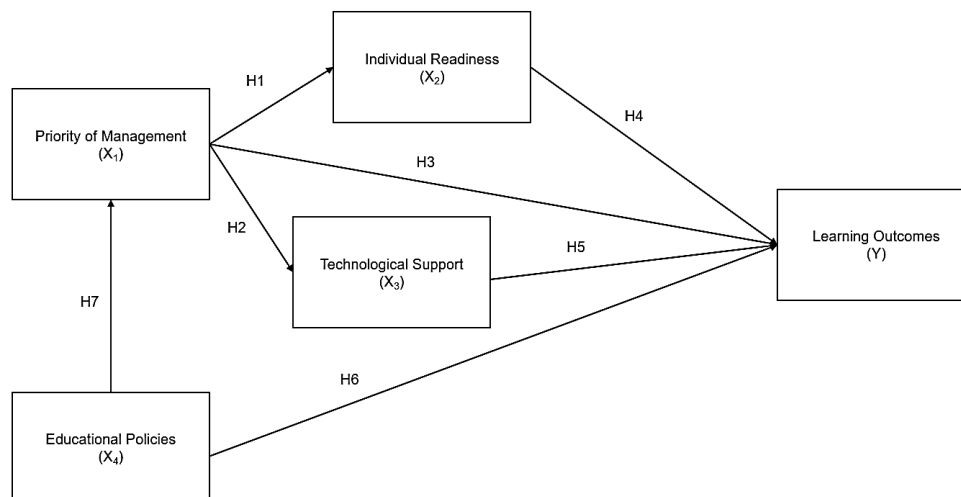 Individual Readiness
(X₂)
H1
H4
Priority of Management
(X₁)
H3
H2
Technological Support
(X₃)
H5
Learning Outcomes
(Y)
H7
H6
Educational Policies
(X₄)